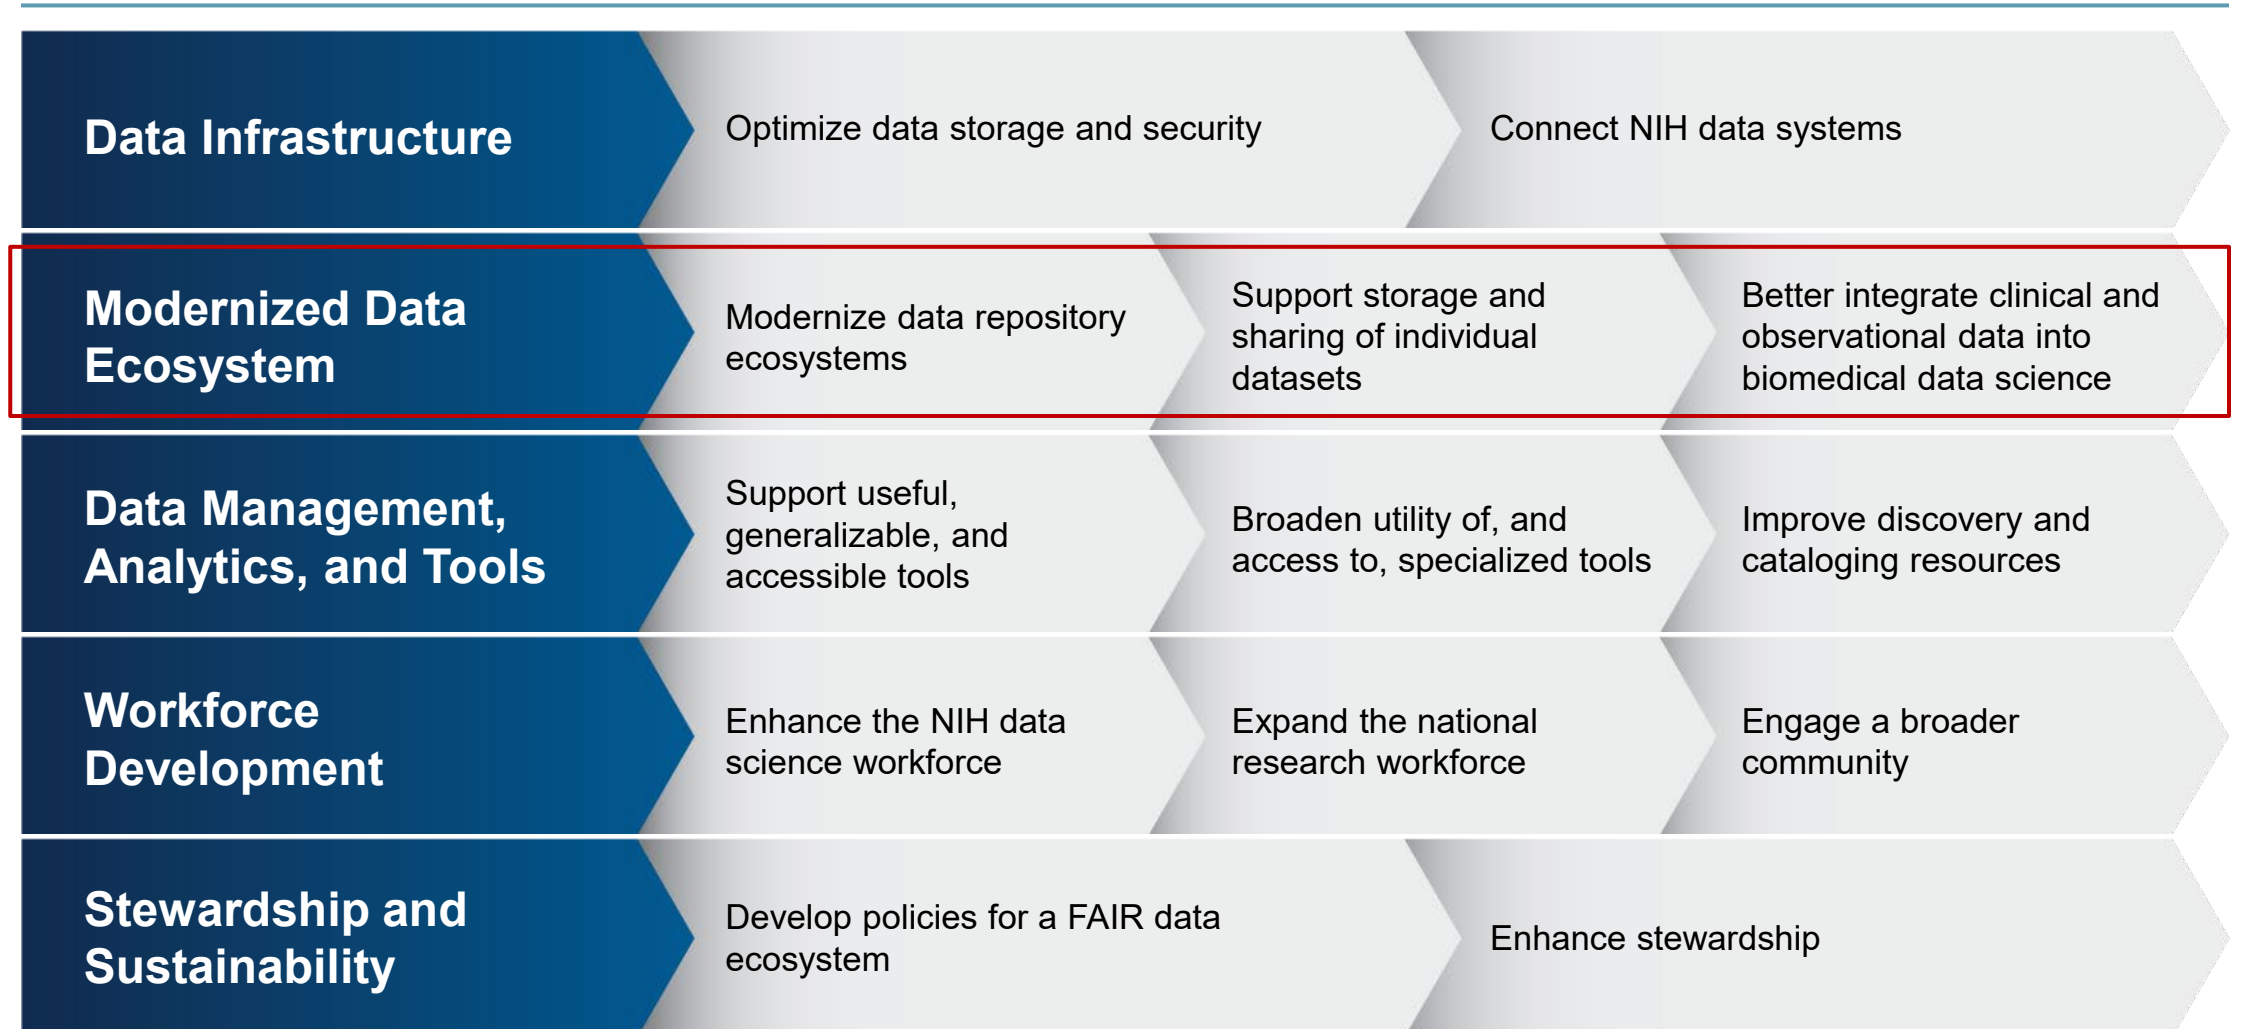 Data Infrastructure
Optimize data storage and security
Connect NIH data systems
Modernized Data
Ecosystem
Modernize data repository
ecosystems
Support storage and
sharing of individual
datasets
Better integrate clinical and
observational data into
biomedical data science
Data Management,
Analytics, and Tools
Support useful,
generalizable, and
accessible tools
Broaden utility of, and
access to, specialized tools
Improve discovery and
cataloging resources
Workforce
Development
Enhance the NIH data
science workforce
Expand the national
research workforce
Engage a broader
community
Stewardship and
Sustainability
Develop policies for a FAIR data
ecosystem
Enhance stewardship